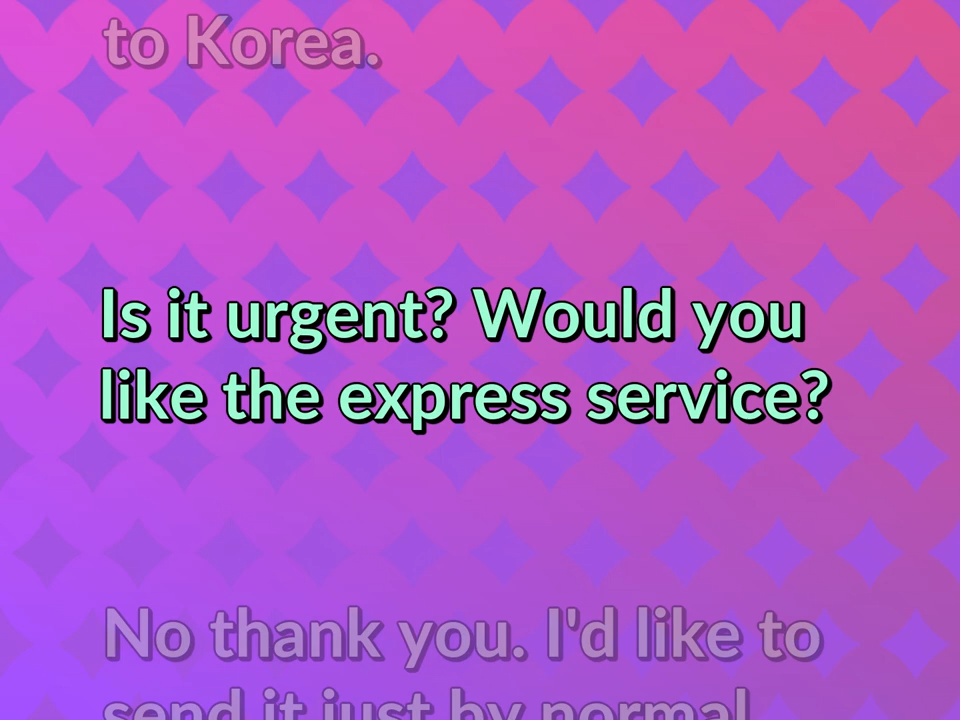 to Korea.
Is it urgent? Would you
like the express service?
No thank you. I'd like to
send it just by normal